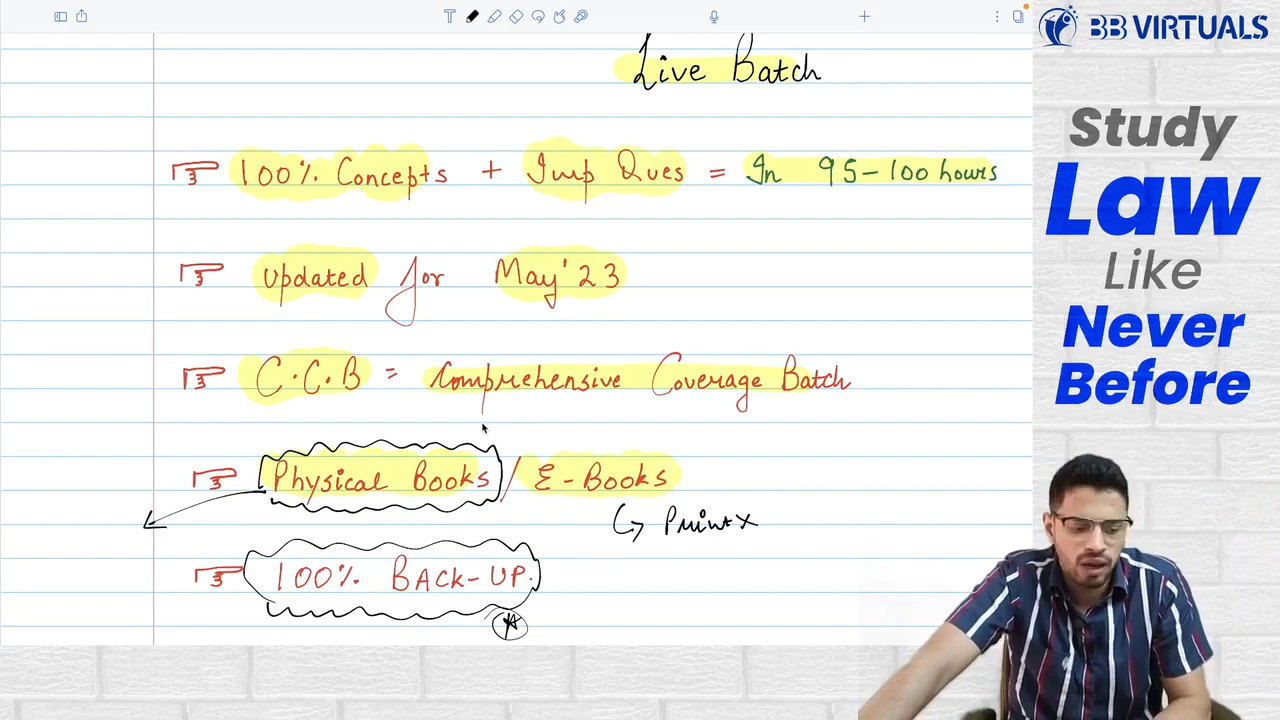 BB VIRTUALS
Live Batch
Study
Law
Like
Never
Before
100% Concepts + Imp Ques = In 95-100 hours
Updated for May'23
C.C.B = Comprehensive Coverage Batch
Physical Books / E-Books
Print X
100% BACK-UP.